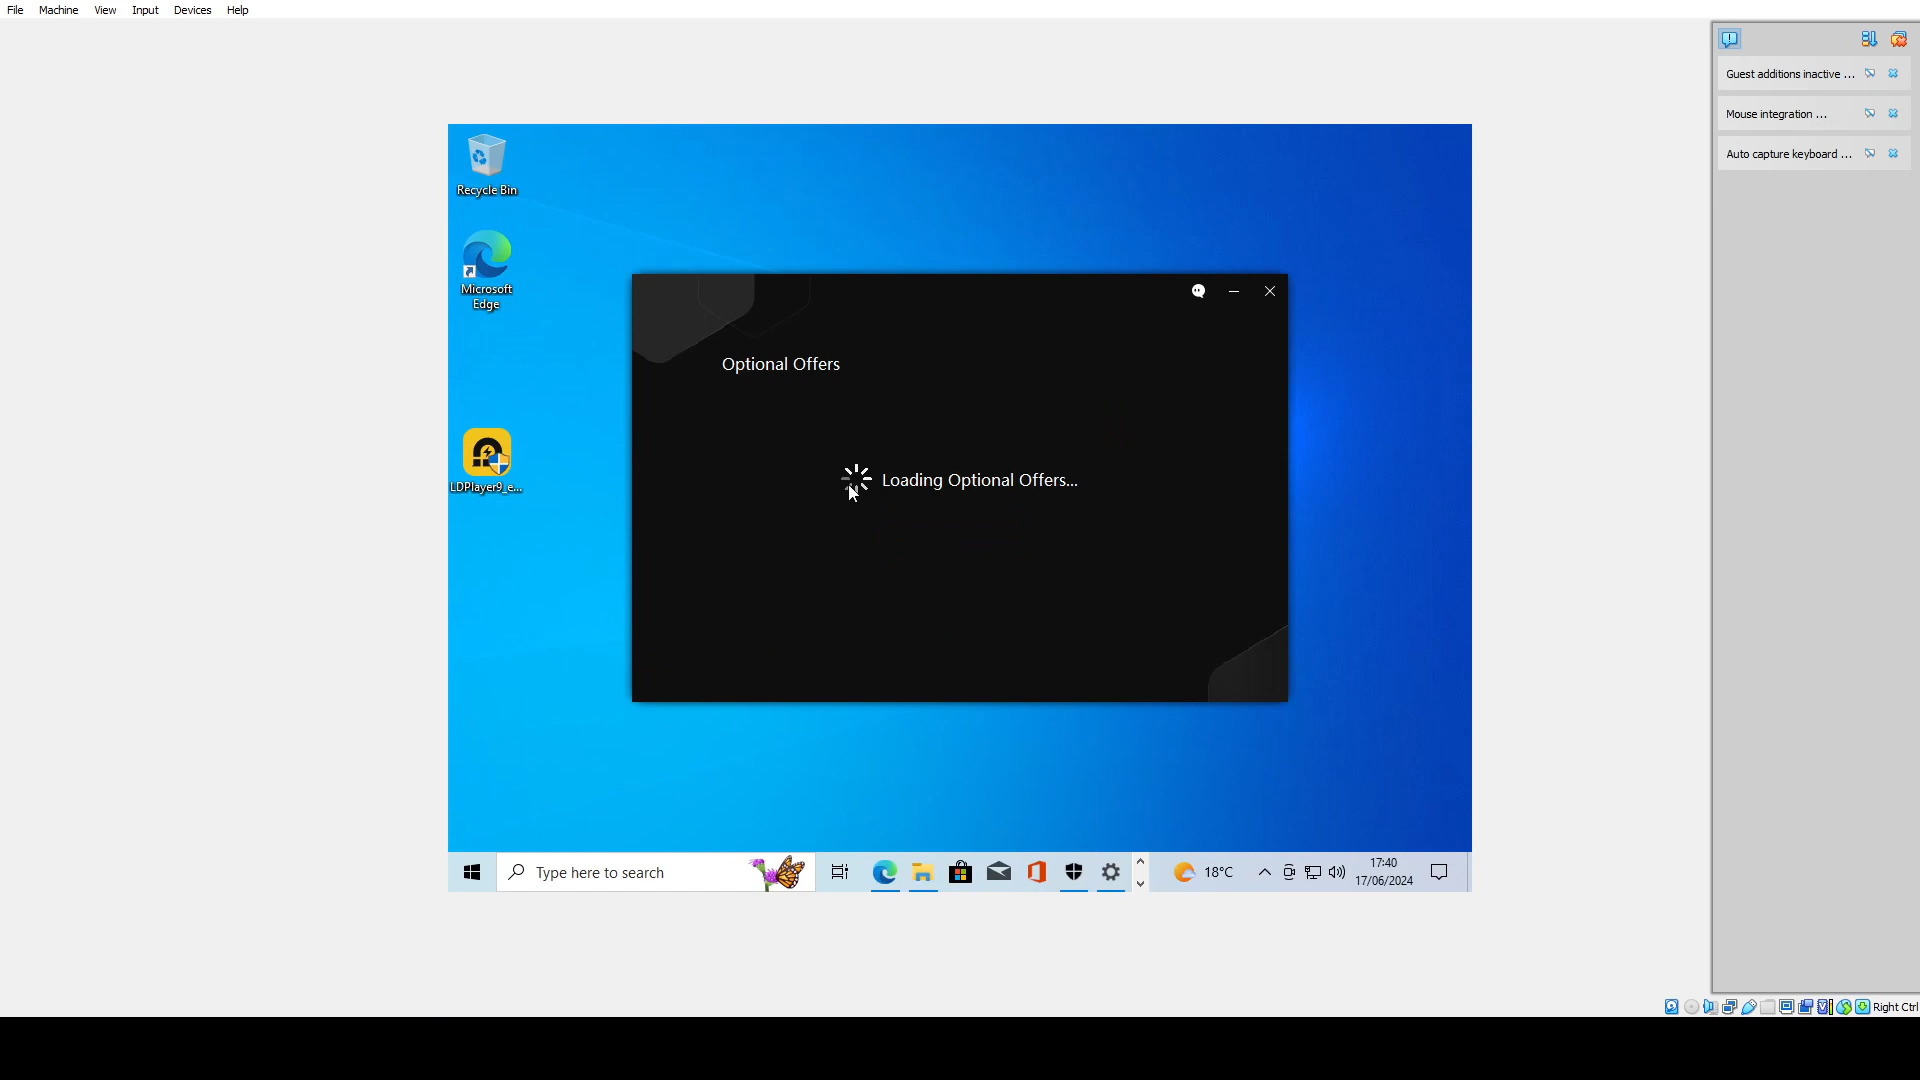 File Machine View Input Devices Help
Guest additions inactive ...
Mouse integration ...
Auto capture keyboard ...
Recycle Bin
Microsoft
Edge
Optional Offers
LDPlayer9_e...
Loading Optional Offers...
Type here to search
18°C
17:40
17/06/2024
Right Ctrl